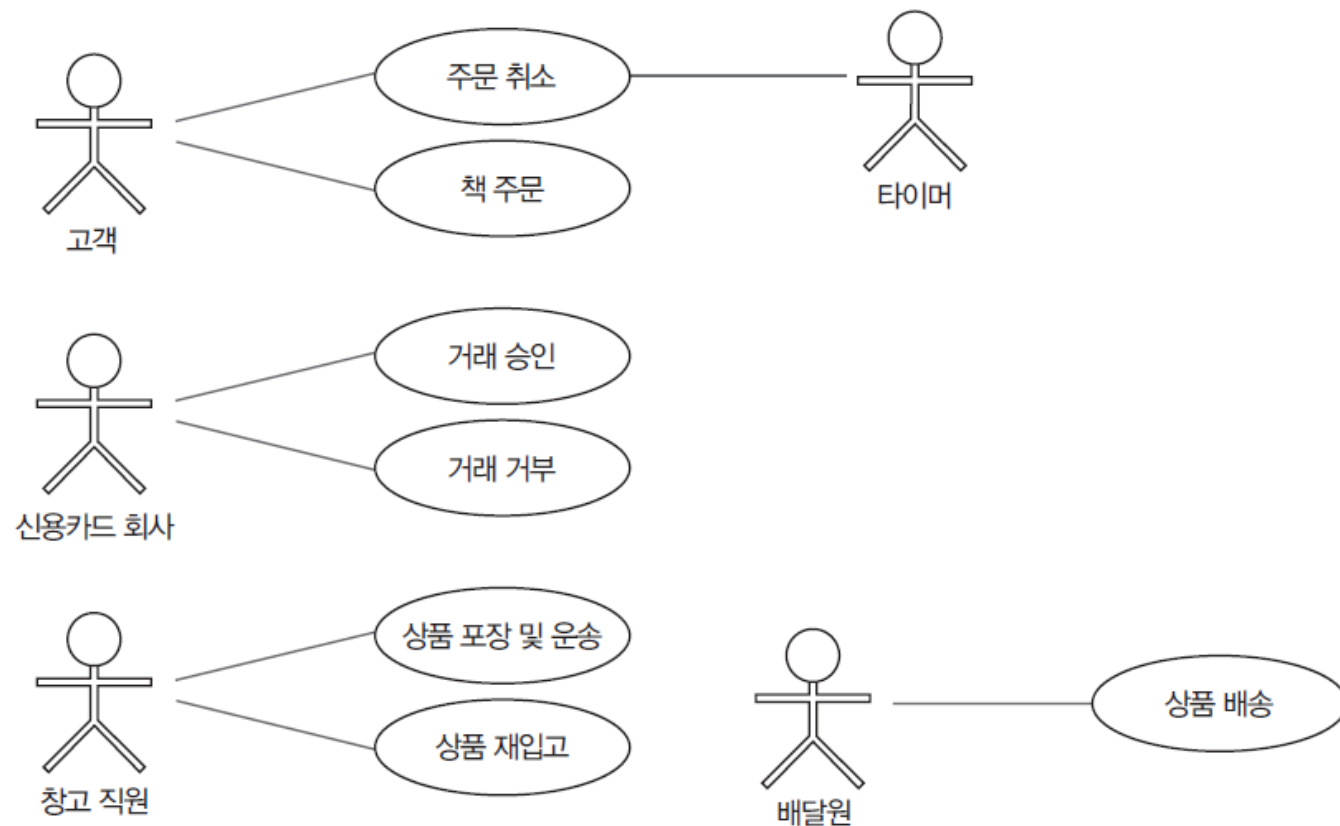 주문 취소
책 주문
고객
타이머
거래 승인
거래 거부
신용카드 회사
상품 포장 및 운송
상품 재입고
창고 직원
상품 배송
배달원